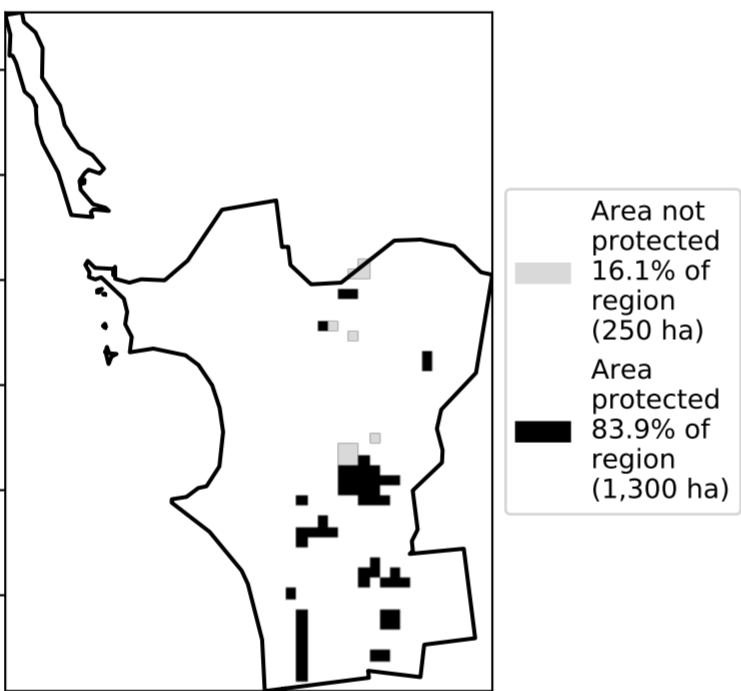 Area not
protected
16.1% of
region
(250 ha)
Area
protected
83.9% of
region
(1,300 ha)